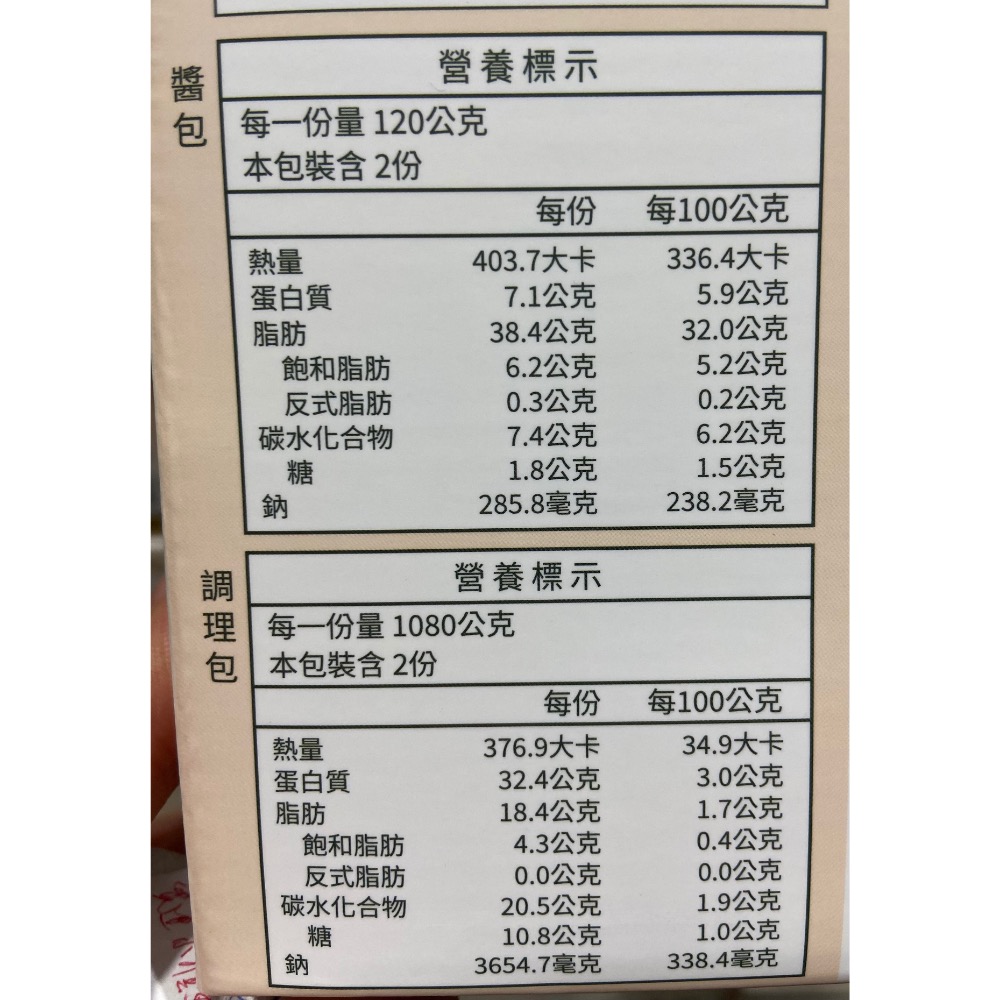 醬包
營養標示
每一份量 120公克
本包裝含 2份
每份 每100公克
熱量 403.7大卡 336.4大卡
蛋白質 7.1公克 5.9公克
脂肪 38.4公克 32.0公克
飽和脂肪 6.2公克 5.2公克
反式脂肪 0.3公克 0.2公克
碳水化合物 7.4公克 6.2公克
糖 1.8公克 1.5公克
鈉 285.8毫克 238.2毫克
調理包
營養標示
每一份量 1080公克
本包裝含 2份
每份 每100公克
熱量 376.9大卡 34.9大卡
蛋白質 32.4公克 3.0公克
脂肪 18.4公克 1.7公克
飽和脂肪 4.3公克 0.4公克
反式脂肪 0.0公克 0.0公克
碳水化合物 20.5公克 1.9公克
糖 10.8公克 1.0公克
鈉 3654.7毫克 338.4毫克